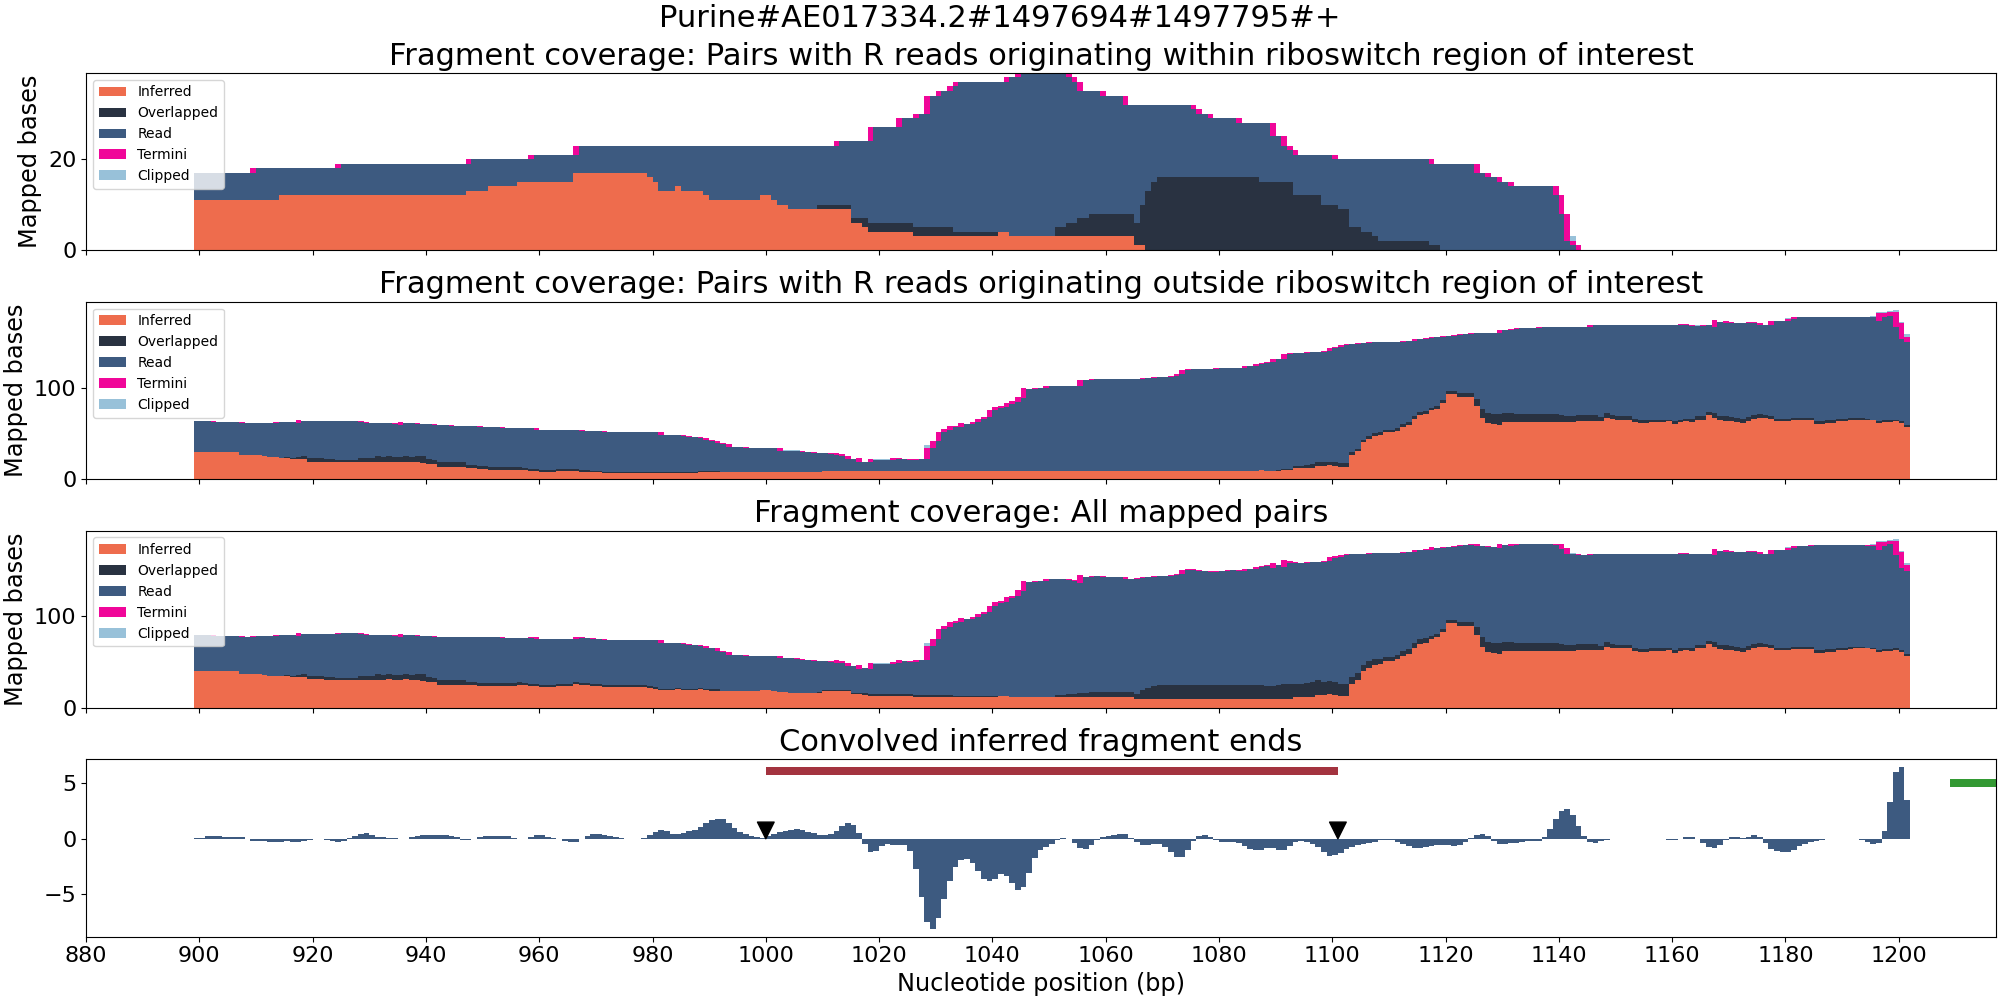 Purine#AE017334.2#1497694#1497795#+
Fragment coverage: Pairs with R reads originating within riboswitch region of interest
Mapped bases
20
0
Inferred
Overlapped
Read
Termini
Clipped
Fragment coverage: Pairs with R reads originating outside riboswitch region of interest
Mapped bases
100
0
Inferred
Overlapped
Read
Termini
Clipped
Fragment coverage: All mapped pairs
Mapped bases
100
0
Inferred
Overlapped
Read
Termini
Clipped
Convolved inferred fragment ends
5
0
−5
880 900 920 940 960 980 1000 1020 1040 1060 1080 1100 1120 1140 1160 1180 1200
Nucleotide position (bp)